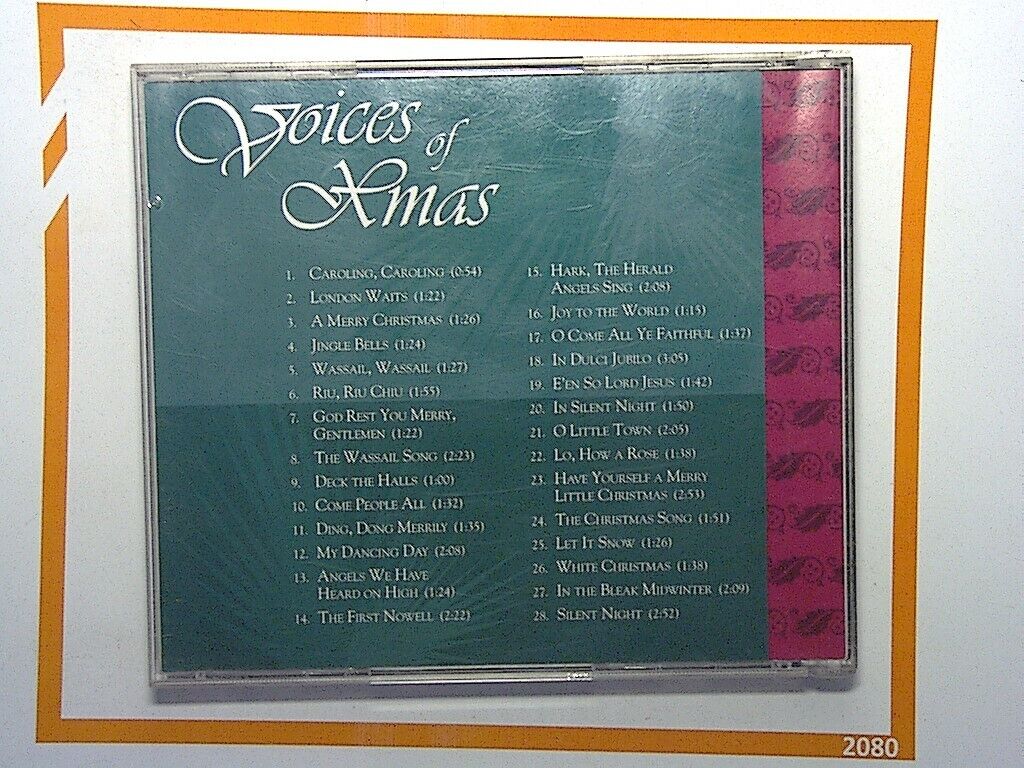 Voices of
Xmas
1. Caroling, Caroling (0:54)
2. London Waits (1:22)
3. A Merry Christmas (1:26)
4. Jingle Bells (1:24)
5. Wassail, Wassail (1:27)
6. Riu, Riu Chiu (1:55)
7. God Rest You Merry,
Gentlemen (1:22)
8. The Wassail Song (2:23)
9. Deck the Halls (1:00)
10. Come People All (1:32)
11. Ding, Dong Merrily (1:35)
12. My Dancing Day (2:08)
13. Angels We Have
Heard on High (1:24)
14. The First Nowell (2:22)
15. Hark, The Herald
Angels Sing (2:08)
16. Joy to the World (1:15)
17. O Come All Ye Faithful (1:37)
18. In Dulci Jubilo (3:05)
19. E'en So Lord Jesus (1:42)
20. In Silent Night (1:50)
21. O Little Town (2:05)
22. Lo, How a Rose (1:38)
23. Have Yourself a Merry
Little Christmas (2:53)
24. The Christmas Song (1:51)
25. Let It Snow (1:26)
26. White Christmas (1:38)
27. In the Bleak Midwinter (2:09)
28. Silent Night (2:52)
2080